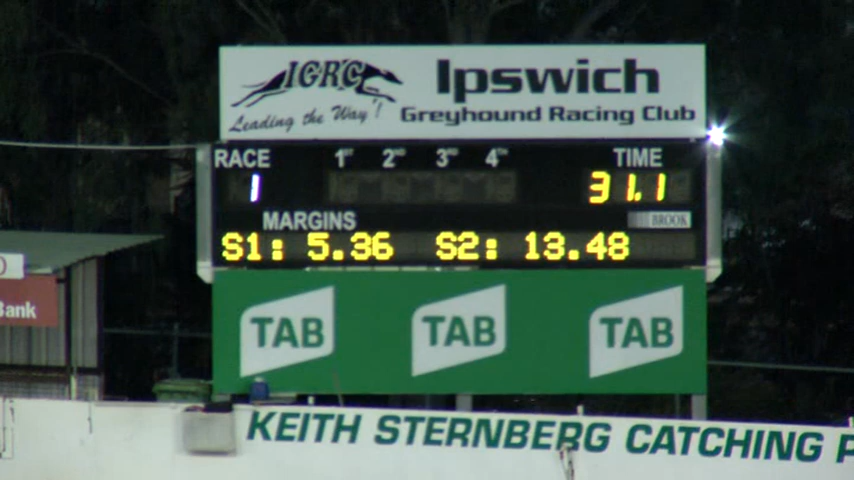 IGRC
Leading the Way!
Ipswich
Greyhound Racing Club
RACE 1ST 2ND 3RD 4TH TIME
1 31.1
MARGINS BROOK
S1: 5.36 S2: 13.48
TAB TAB TAB
Bank
KEITH STERNBERG CATCHING P